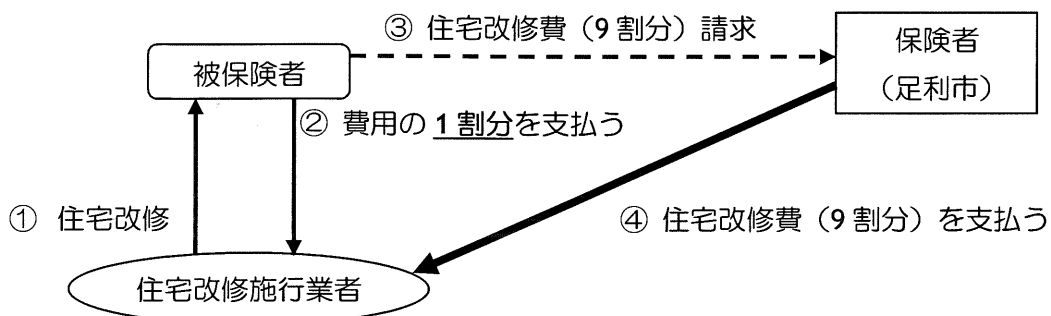 ③ 住宅改修費（9割分）請求
保険者
（足利市）
被保険者
② 費用の1割分を支払う
① 住宅改修
④ 住宅改修費（9割分）を支払う
住宅改修施行業者